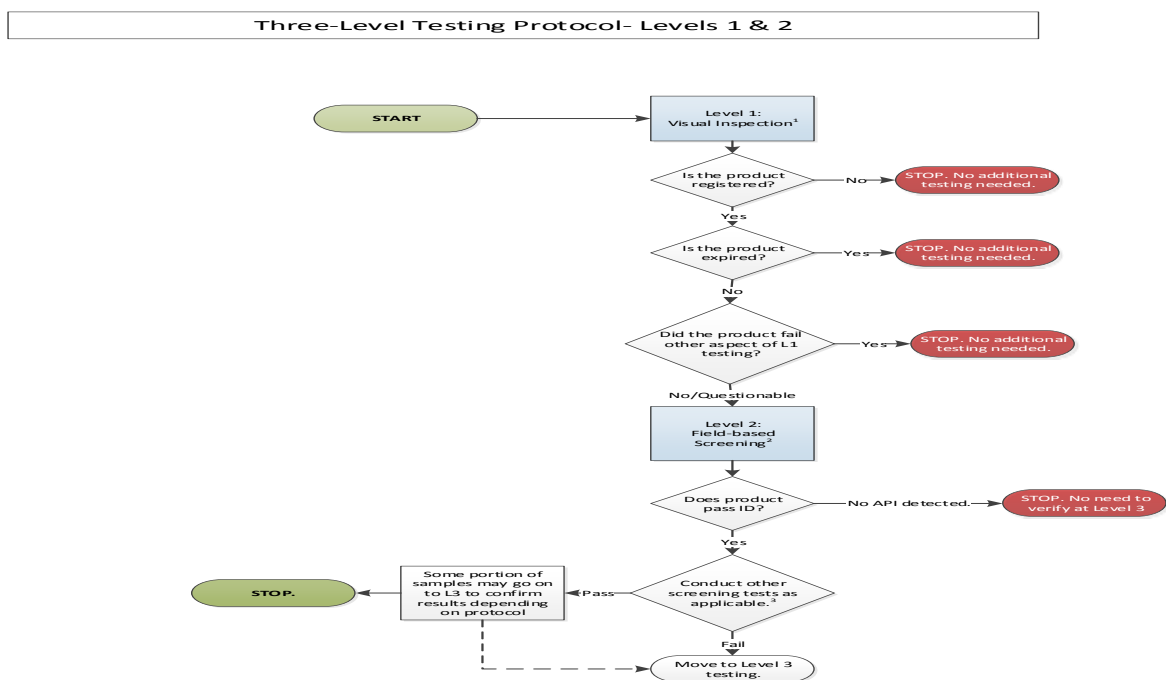 Three-Level Testing Protocol- Levels 1 & 2
START
Level 1:
Visual Inspection¹
Is the product
registered?
No
STOP. No additional
testing needed.
Yes
Is the product
expired?
Yes
STOP. No additional
testing needed.
No
Did the product fail
other aspect of L1
testing?
Yes
STOP. No additional
testing needed.
No/Questionable
Level 2:
Field-based
Screening²
Does product
pass ID?
No API detected.
STOP. No need to
verify at Level 3
Yes
Conduct other
screening tests as
applicable.³
Pass
Some portion of
samples may go on
to L3 to confirm
results depending
on protocol
STOP.
Fail
Move to Level 3
testing.